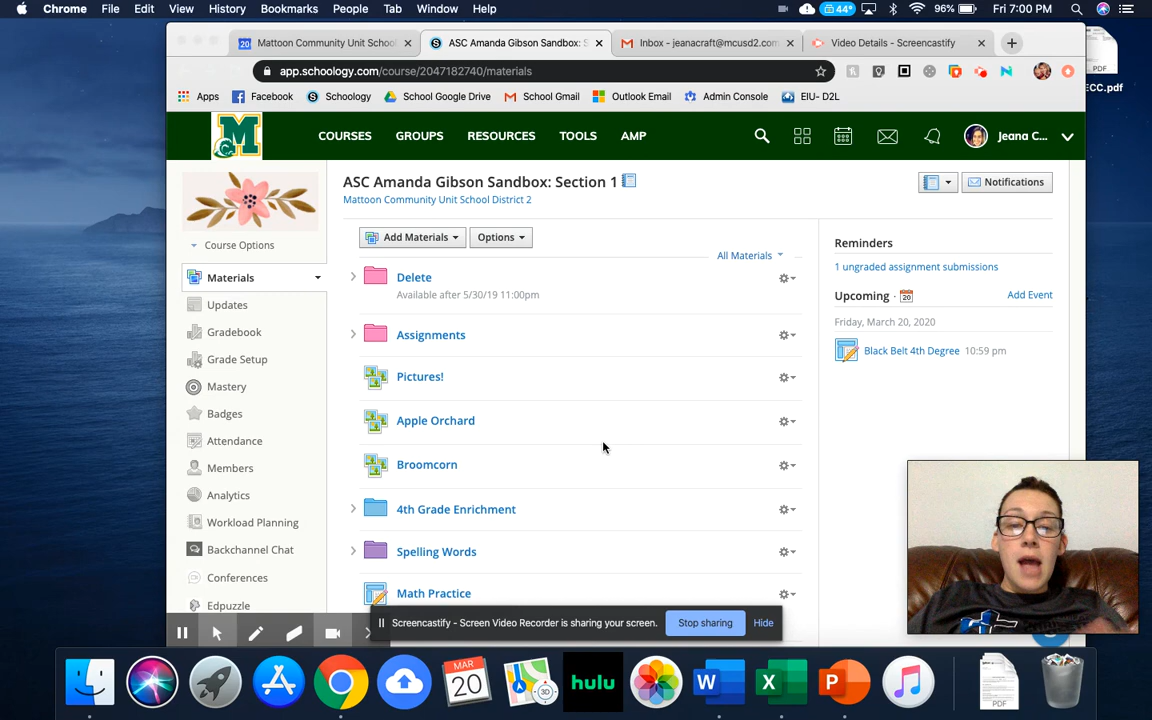 Chrome File Edit View History Bookmarks People Tab Window Help 44° 96% Fri 7:00 PM
20 Mattoon Community Unit School ASC Amanda Gibson Sandbox: S Inbox - jeanacraft@mcusd2.com Video Details - Screencastify
app.schoology.com/course/2047182740/materials
Apps Facebook Schoology School Google Drive School Gmail Outlook Email Admin Console EIU- D2L
ECC.pdf
M COURSES GROUPS RESOURCES TOOLS AMP Jeana C...
ASC Amanda Gibson Sandbox: Section 1 Notifications
Mattoon Community Unit School District 2
Add Materials Options
Course Options
All Materials
Reminders
1 ungraded assignment submissions
Materials
Delete
Available after 5/30/19 11:00pm
Upcoming · Add Event
Updates
Friday, March 20, 2020
Gradebook
Assignments
Black Belt 4th Degree 10:59 pm
Grade Setup
Pictures!
Mastery
Badges
Apple Orchard
Attendance
Members
Broomcorn
Analytics
4th Grade Enrichment
Workload Planning
Backchannel Chat
Spelling Words
Conferences
Math Practice
Edpuzzle
Screencastify - Screen Video Recorder is sharing your screen. Stop sharing Hide
MAR
20
3D
hulu
W
X
P
PDF